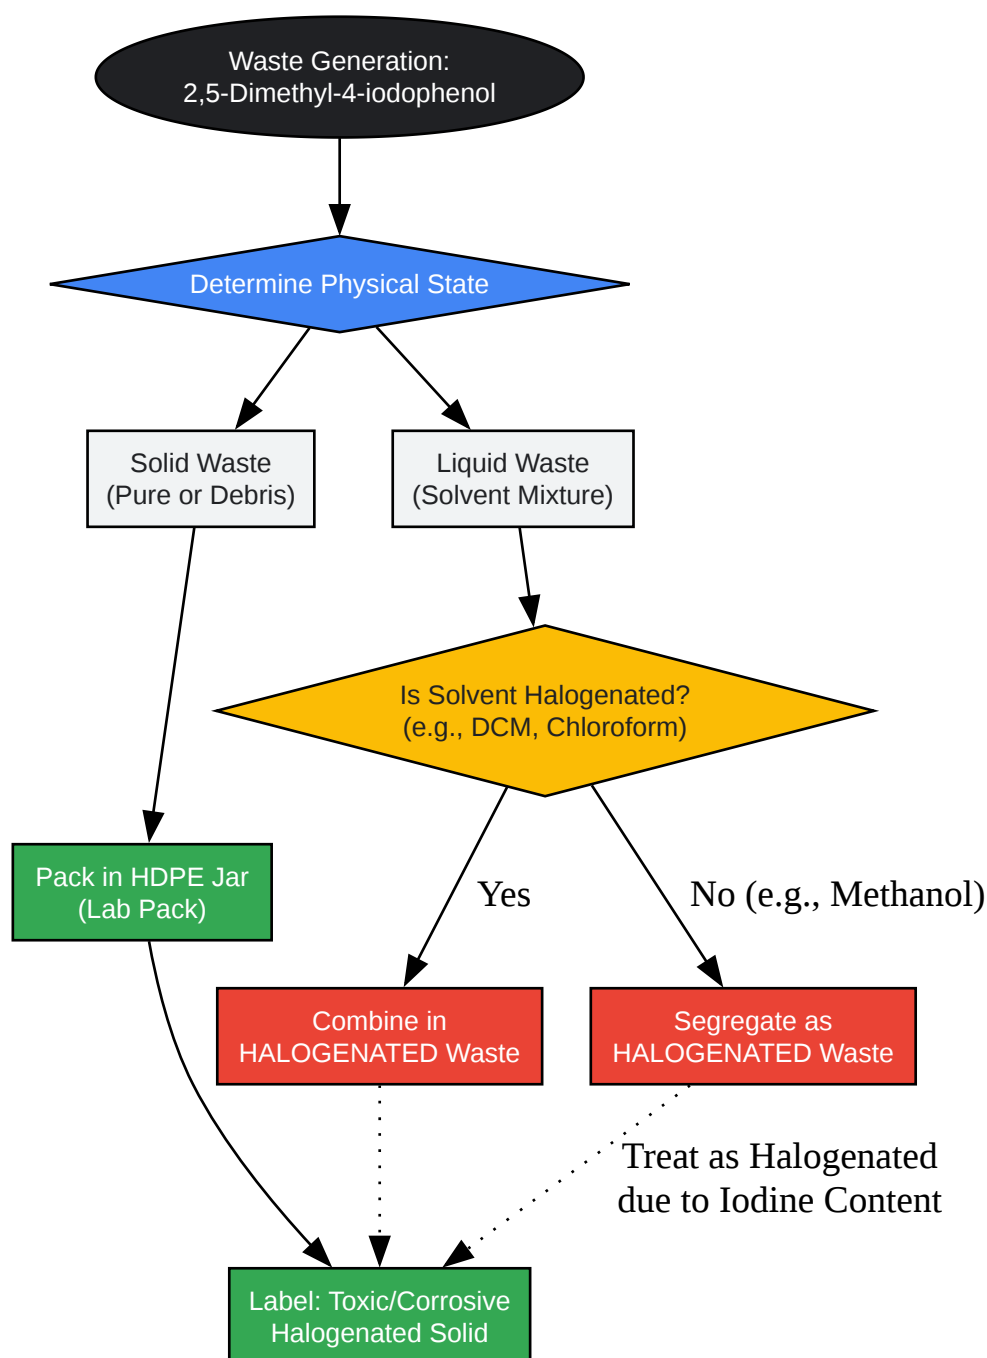 Waste Generation:
2,5-Dimethyl-4-iodophenol
Determine Physical State
Solid Waste
(Pure or Debris)
Liquid Waste
(Solvent Mixture)
Is Solvent Halogenated?
(e.g., DCM, Chloroform)
Pack in HDPE Jar
(Lab Pack)
Yes
No (e.g., Methanol)
Combine in
HALOGENATED Waste
Segregate as
HALOGENATED Waste
Treat as Halogenated
due to Iodine Content
Label: Toxic/Corrosive
Halogenated Solid